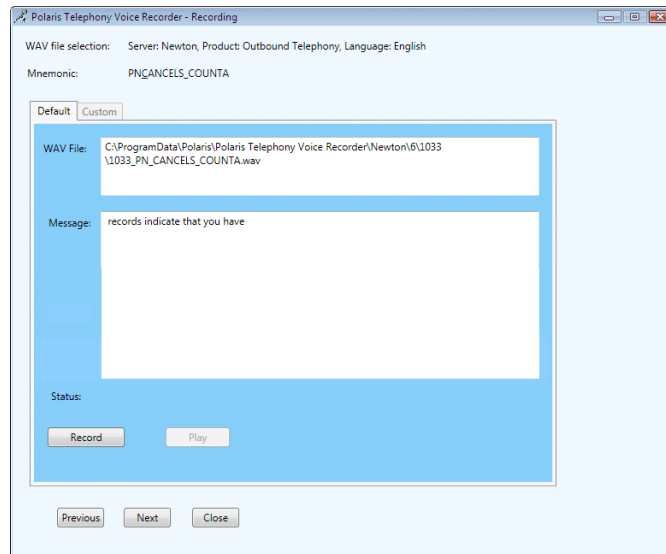 Polaris Telephony Voice Recorder - Recording
WAV file selection: Server: Newton, Product: Outbound Telephony, Language: English
Mnemonic: PNCANCELS_COUNTA
Default Custom
WAV File: C:\ProgramData\Polaris\Polaris Telephony Voice Recorder\Newton\6\1033
\1033_PN_CANCELS_COUNTA.wav
Message: records indicate that you have
Status:
Record Play
Previous Next Close